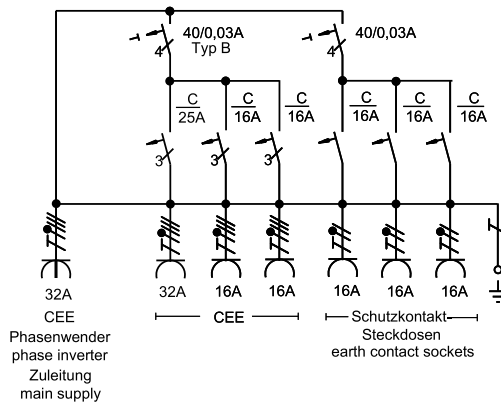 40/0,03A
Typ B
4
40/0,03A
4
C
25A
C
16A
C
16A
C
16A
C
16A
C
16A
3
3
3
32A
32A
16A
16A
16A
16A
16A
CEE
Phasenwender
phase inverter
Zuleitung
main supply
CEE
Schutzkontakt-
Steckdosen
earth contact sockets